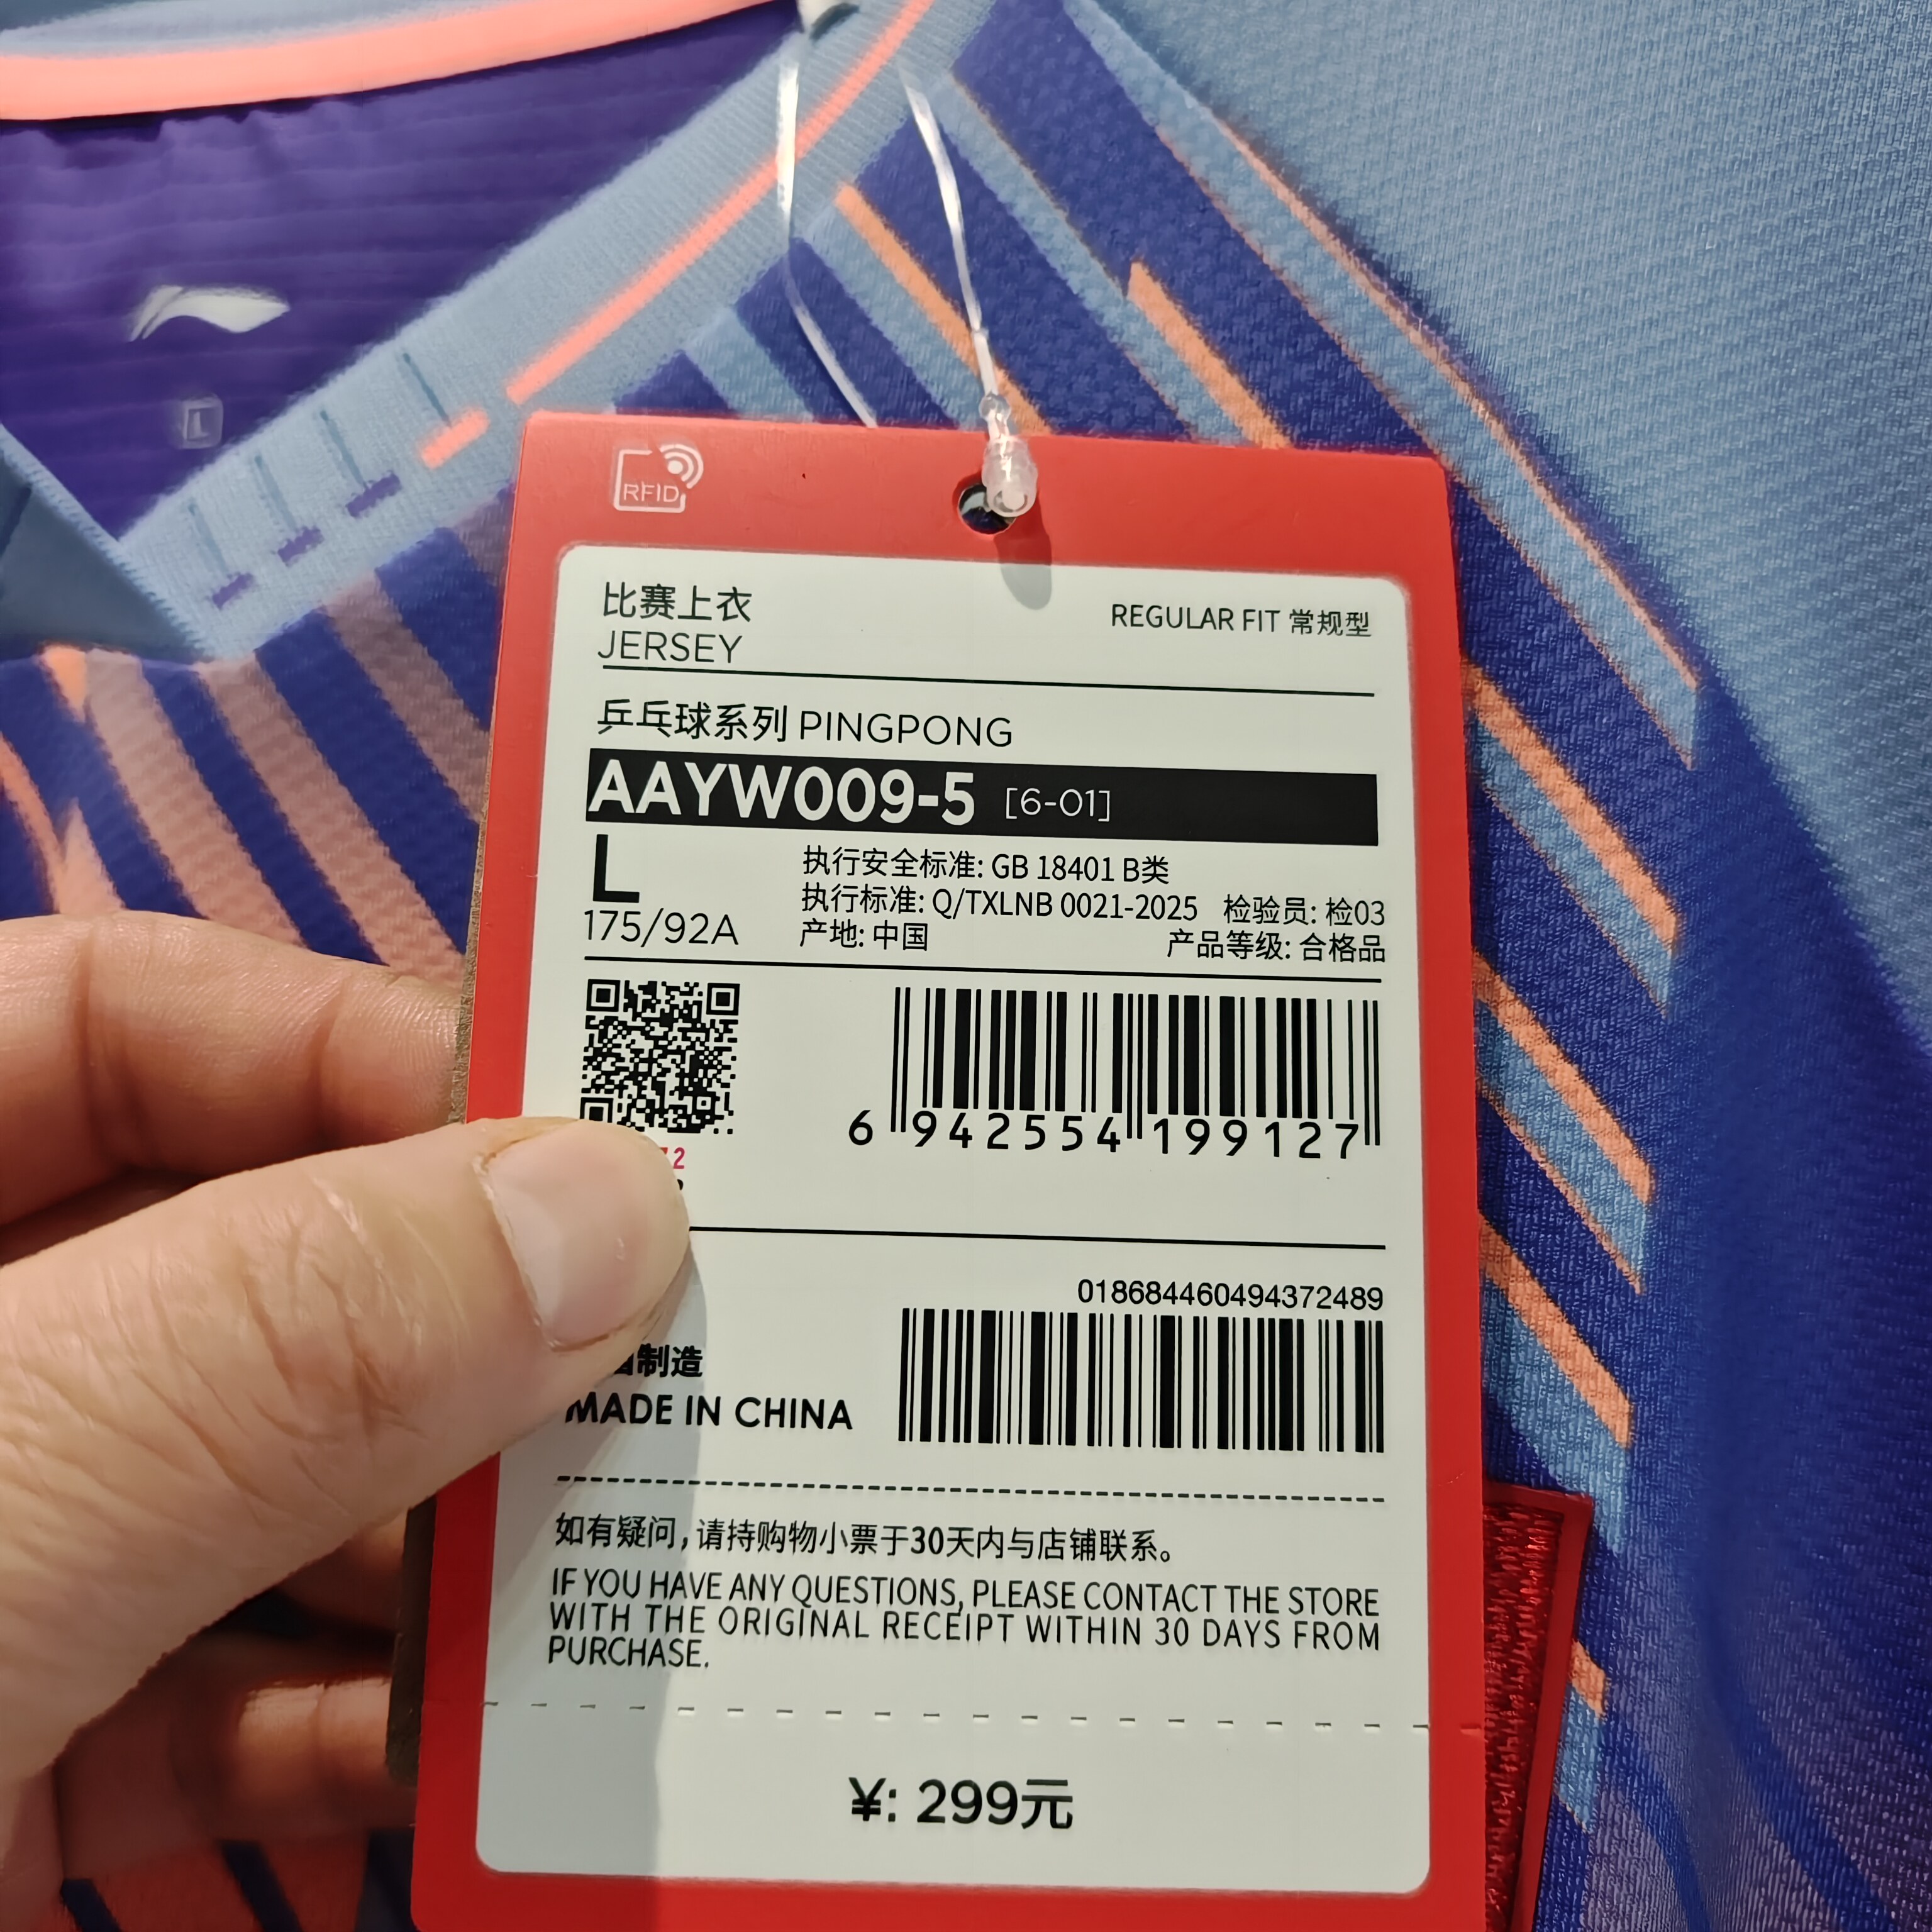 RFID
L
比赛上衣
JERSEY
REGULAR FIT 常规型
乒乓球系列 PINGPONG
AAYW009-5 [6-01]
L
175/92A
执行安全标准: GB 18401 B类
执行标准: Q/TXLNB 0021-2025 检验员: 检03
产地: 中国 产品等级: 合格品
6 942554 199127
2
018684460494372489
制造
MADE IN CHINA
如有疑问,请持购物小票于30天内与店铺联系。
IF YOU HAVE ANY QUESTIONS, PLEASE CONTACT THE STORE
WITH THE ORIGINAL RECEIPT WITHIN 30 DAYS FROM
PURCHASE.
¥: 299元